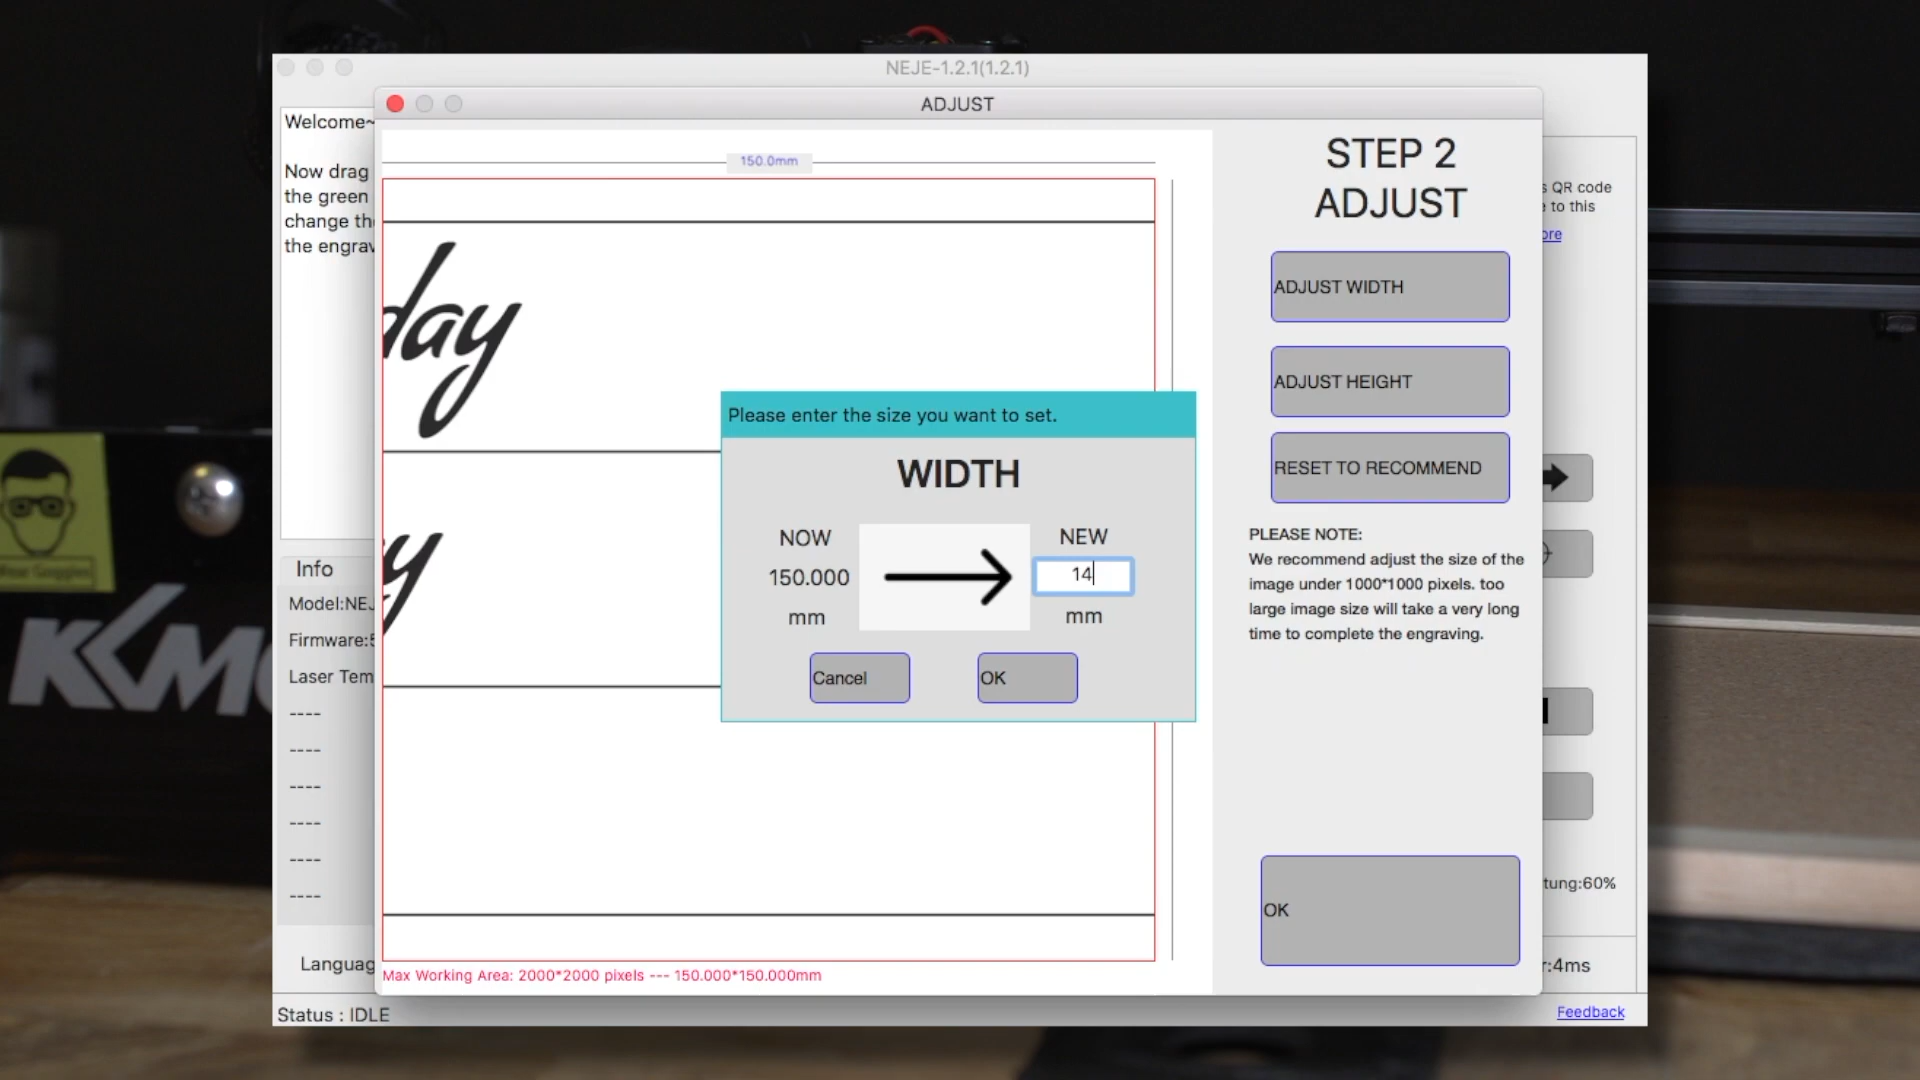 NEJE-1.2.1(1.2.1)
ADJUST
Welcome~
Now drag
the green
change the
the engrav
150.0mm
day
y
STEP 2
ADJUST
ADJUST WIDTH
ADJUST HEIGHT
RESET TO RECOMMEND
PLEASE NOTE:
We recommend adjust the size of the
image under 1000*1000 pixels. too
large image size will take a very long
time to complete the engraving.
OK
Please enter the size you want to set.
WIDTH
NOW
150.000
mm
NEW
14
mm
Cancel
OK
Max Working Area: 2000*2000 pixels --- 150.000*150.000mm
s QR code
e to this
ore
Info
Model:NEJ
Firmware:5
Laser Tem
----
----
----
----
----
----
Languag
Status : IDLE
tung:60%
r:4ms
Feedback
KKM